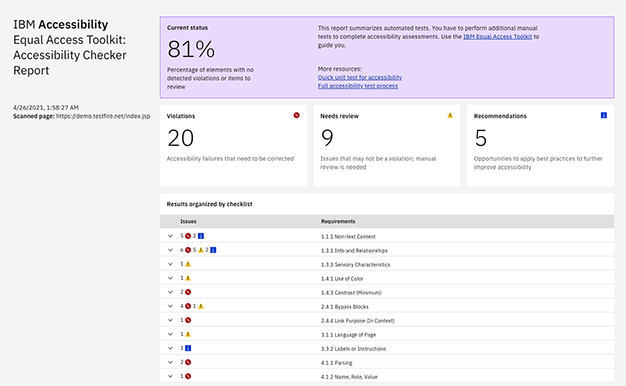 IBM Accessibility
Equal Access Toolkit:
Accessibility Checker
Report
4/26/2021, 1:58:27 AM
Scanned page: https://demo.testfire.net/index.jsp
Current status
81%
Percentage of elements with no
detected violations or items to
review
This report summarizes automated tests. You have to perform additional manual
tests to complete accessibility assessments. Use the IBM Equal Access Toolkit to
guide you.
More resources:
Quick unit test for accessibility
Full accessibility test process
Violations
20
Accessibility failures that need to be corrected
Needs review
9
Issues that may not be a violation; manual
review is needed
Recommendations
5
Opportunities to apply best practices to further
improve accessibility
Results organized by checklist
Issues Requirements
5 2 1.1.1 Non-text Content
6 5 2 1.3.1 Info and Relationships
1 1.3.3 Sensory Characteristics
1 1.4.1 Use of Color
2 1.4.3 Contrast (Minimum)
4 1 2.4.1 Bypass Blocks
1 2.4.4 Link Purpose (In Context)
1 3.1.1 Language of Page
1 3.3.2 Labels or Instructions
2 4.1.1 Parsing
1 4.1.2 Name, Role, Value